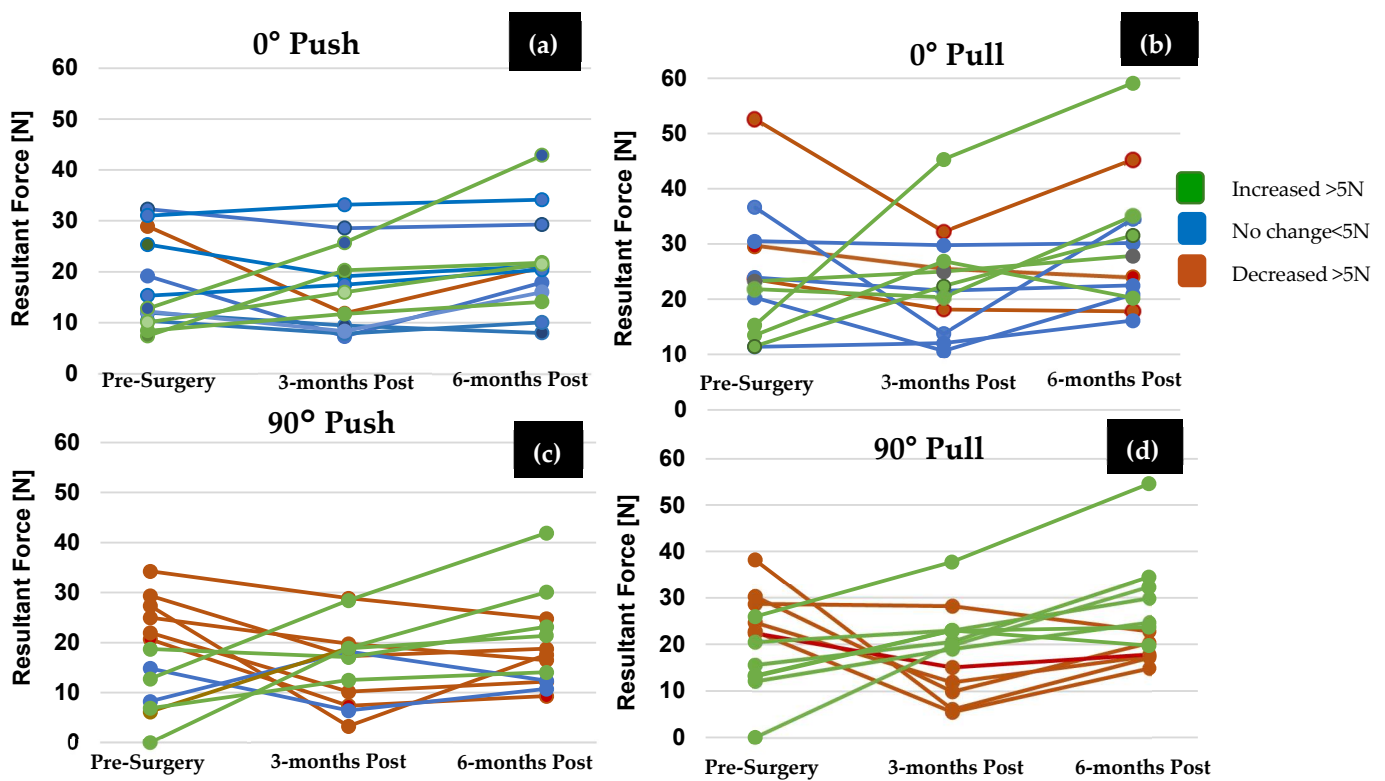 0° Push
(a)
Resultant Force [N]
60
50
40
30
20
10
0
Pre-Surgery
3-months Post
6-months Post
0° Pull
(b)
Resultant Force [N]
60
50
40
30
20
10
0
Pre-Surgery
3-months Post
6-months Post
Increased >5N
No change<5N
Decreased >5N
90° Push
(c)
Resultant Force [N]
60
50
40
30
20
10
0
Pre-Surgery
3-months Post
6-months Post
90° Pull
(d)
Resultant Force [N]
60
50
40
30
20
10
0
Pre-Surgery
3-months Post
6-months Post